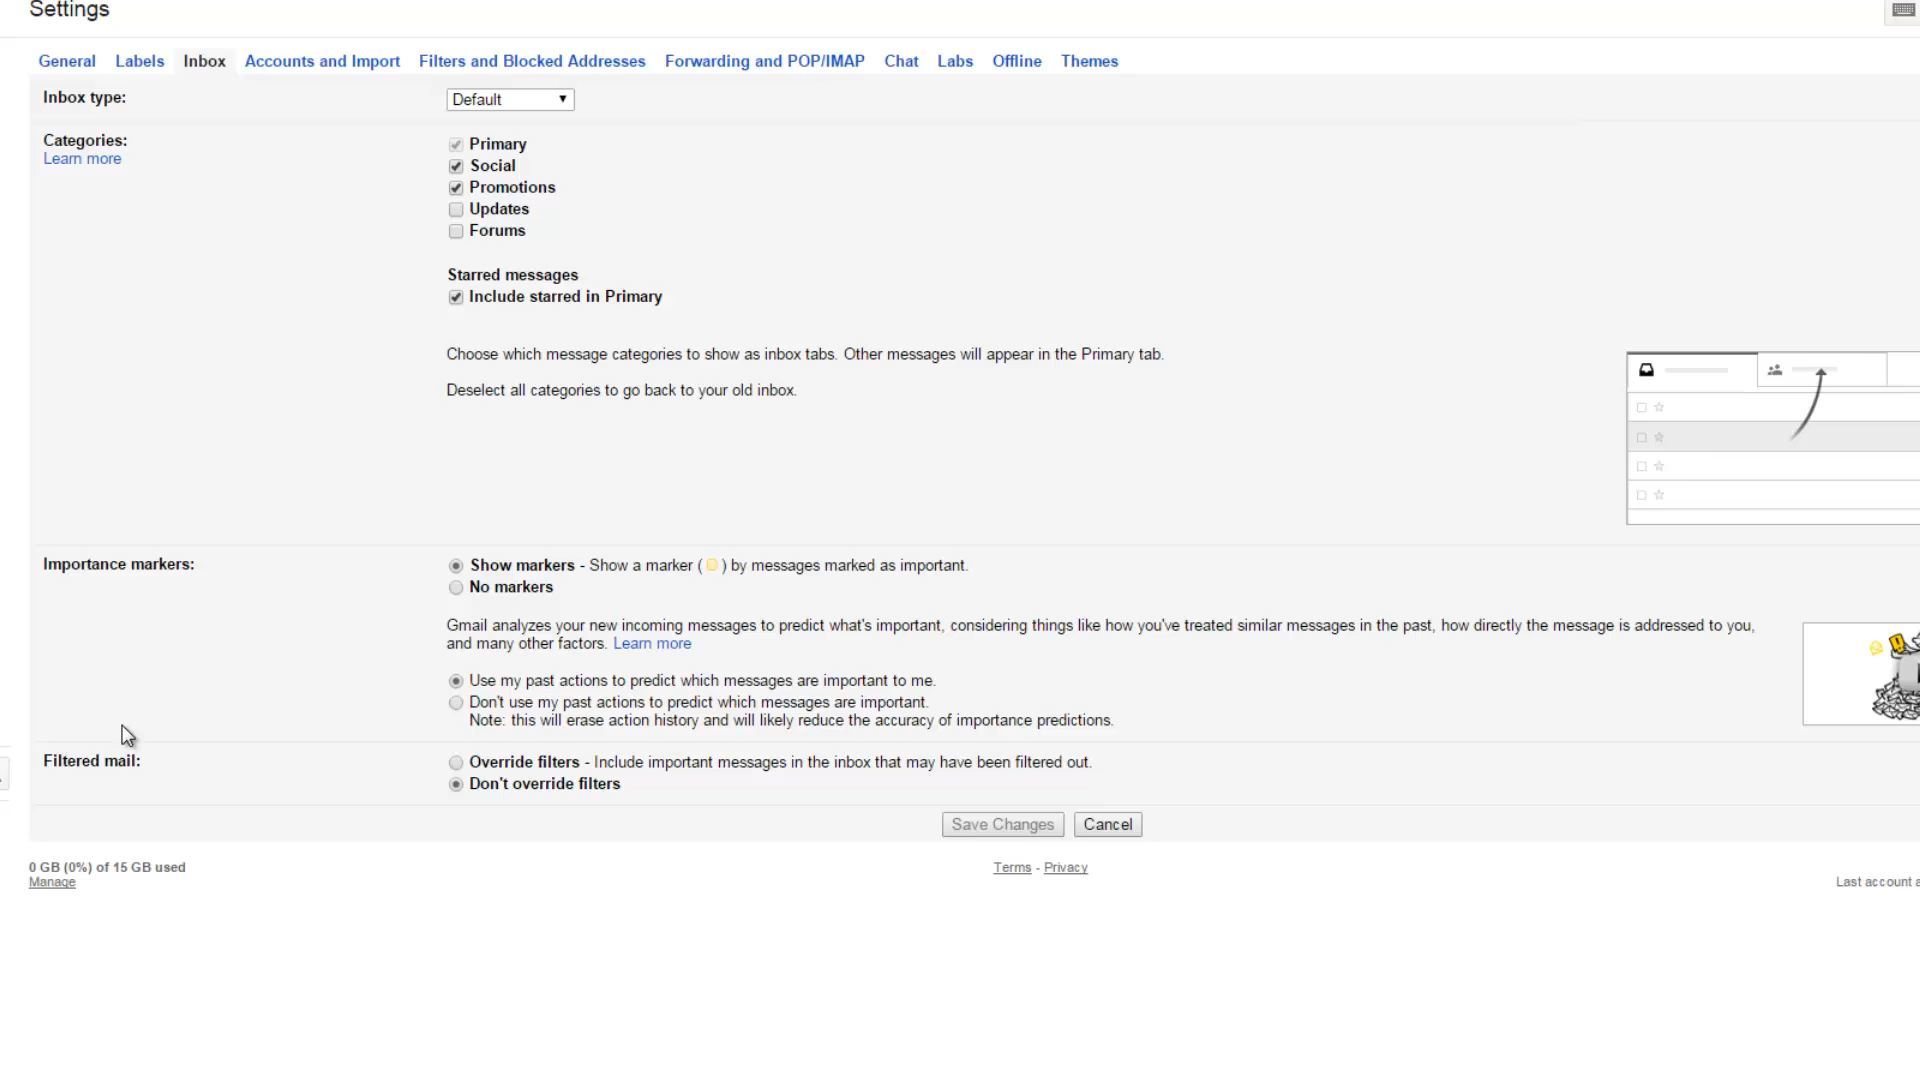 Settings
General Labels Inbox Accounts and Import Filters and Blocked Addresses Forwarding and POP/IMAP Chat Labs Offline Themes
Inbox type: Default
Categories:
Learn more
Primary
Social
Promotions
Updates
Forums
Starred messages
Include starred in Primary
Choose which message categories to show as inbox tabs. Other messages will appear in the Primary tab.
Deselect all categories to go back to your old inbox.
Importance markers:
Show markers - Show a marker ( ) by messages marked as important.
No markers
Gmail analyzes your new incoming messages to predict what's important, considering things like how you've treated similar messages in the past, how directly the message is addressed to you,
and many other factors. Learn more
Use my past actions to predict which messages are important to me.
Don't use my past actions to predict which messages are important.
Note: this will erase action history and will likely reduce the accuracy of importance predictions.
Filtered mail:
Override filters - Include important messages in the inbox that may have been filtered out.
Don't override filters
Save Changes Cancel
0 GB (0%) of 15 GB used
Manage
Terms - Privacy
Last account a